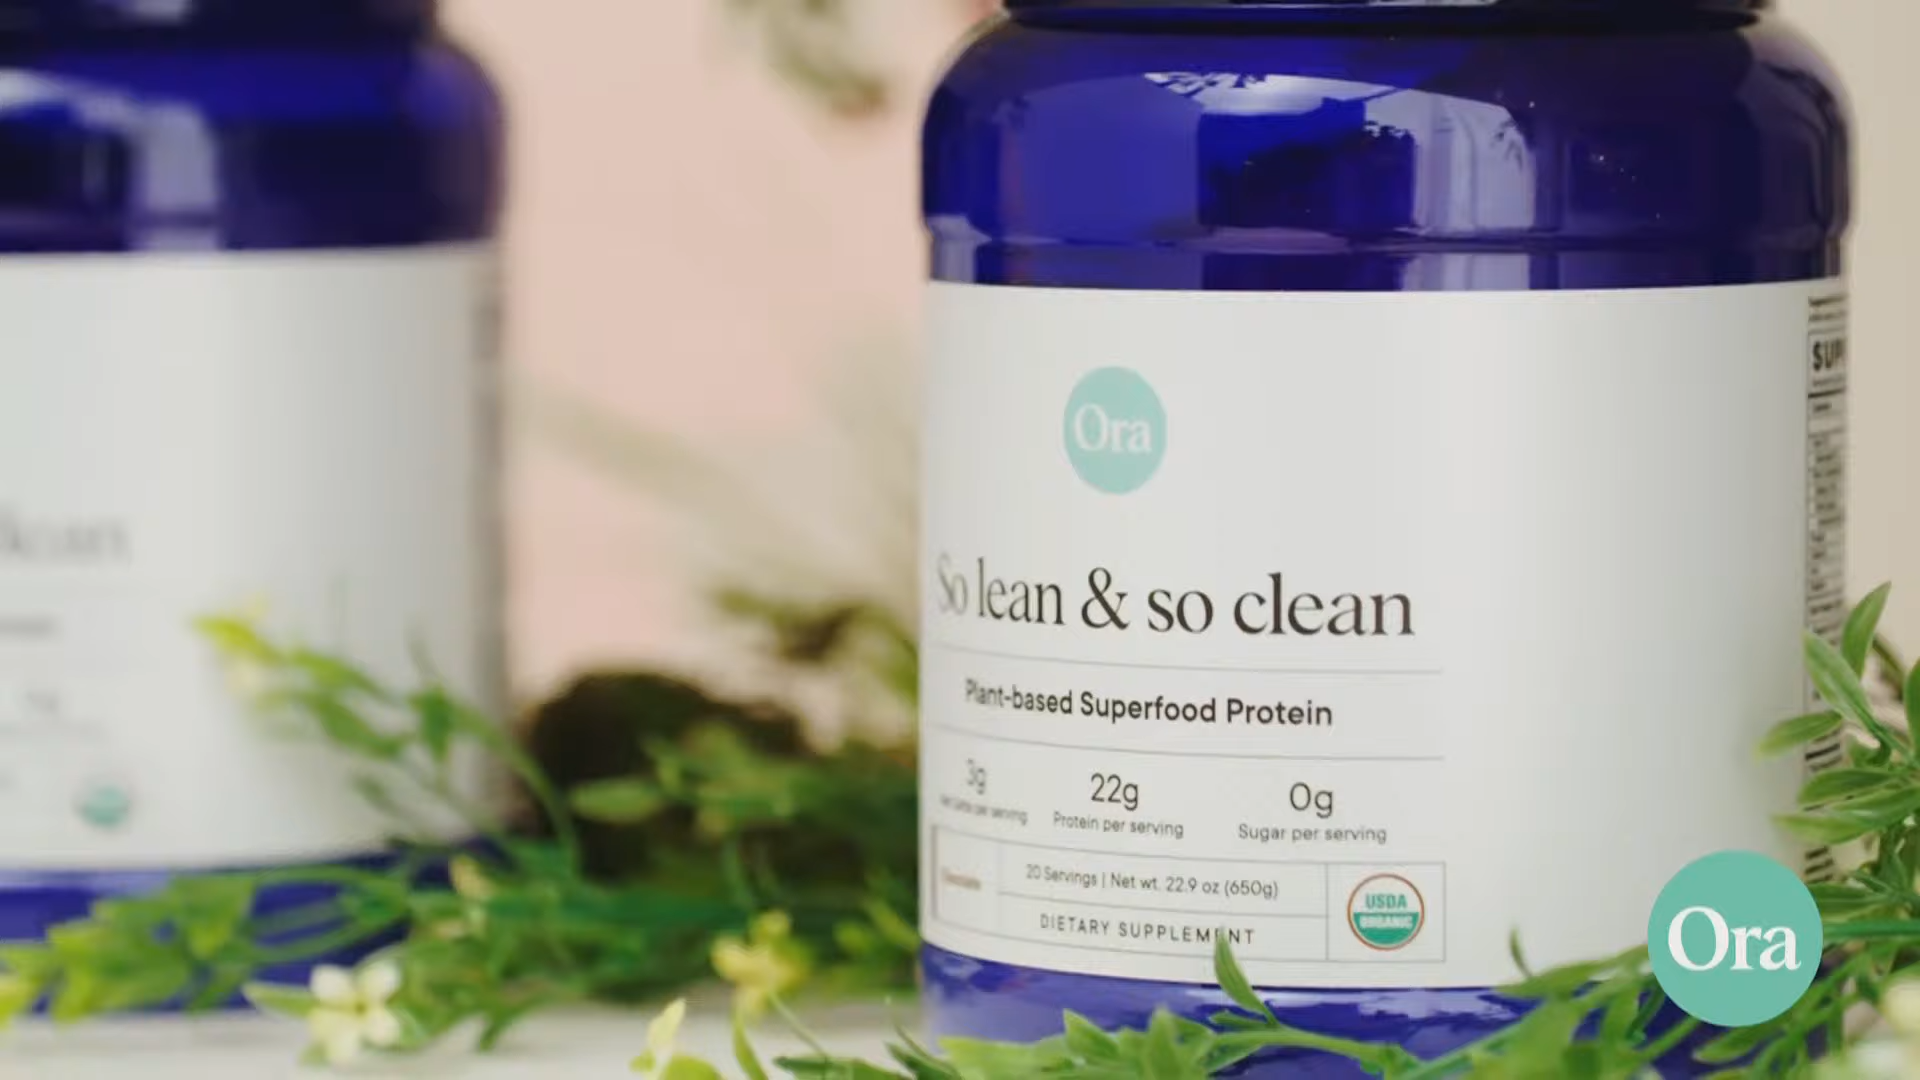 Ora
So lean & so clean
Plant-based Superfood Protein
3g
22g
Protein per serving
0g
Sugar per serving
20 Servings | Net wt. 22.9 oz (650g)
DIETARY SUPPLEMENT
USDA
ORGANIC
Ora